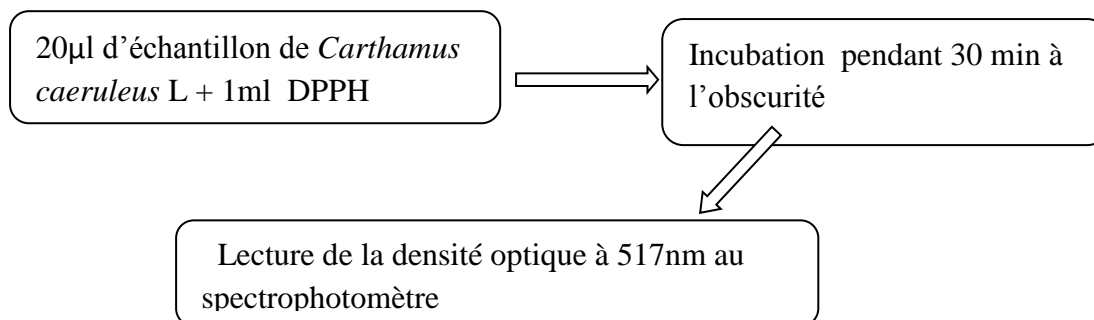 20µl d’échantillon de Carthamus
caeruleus L + 1ml DPPH
Incubation pendant 30 min à
l’obscurité
Lecture de la densité optique à 517nm au
spectrophotomètre